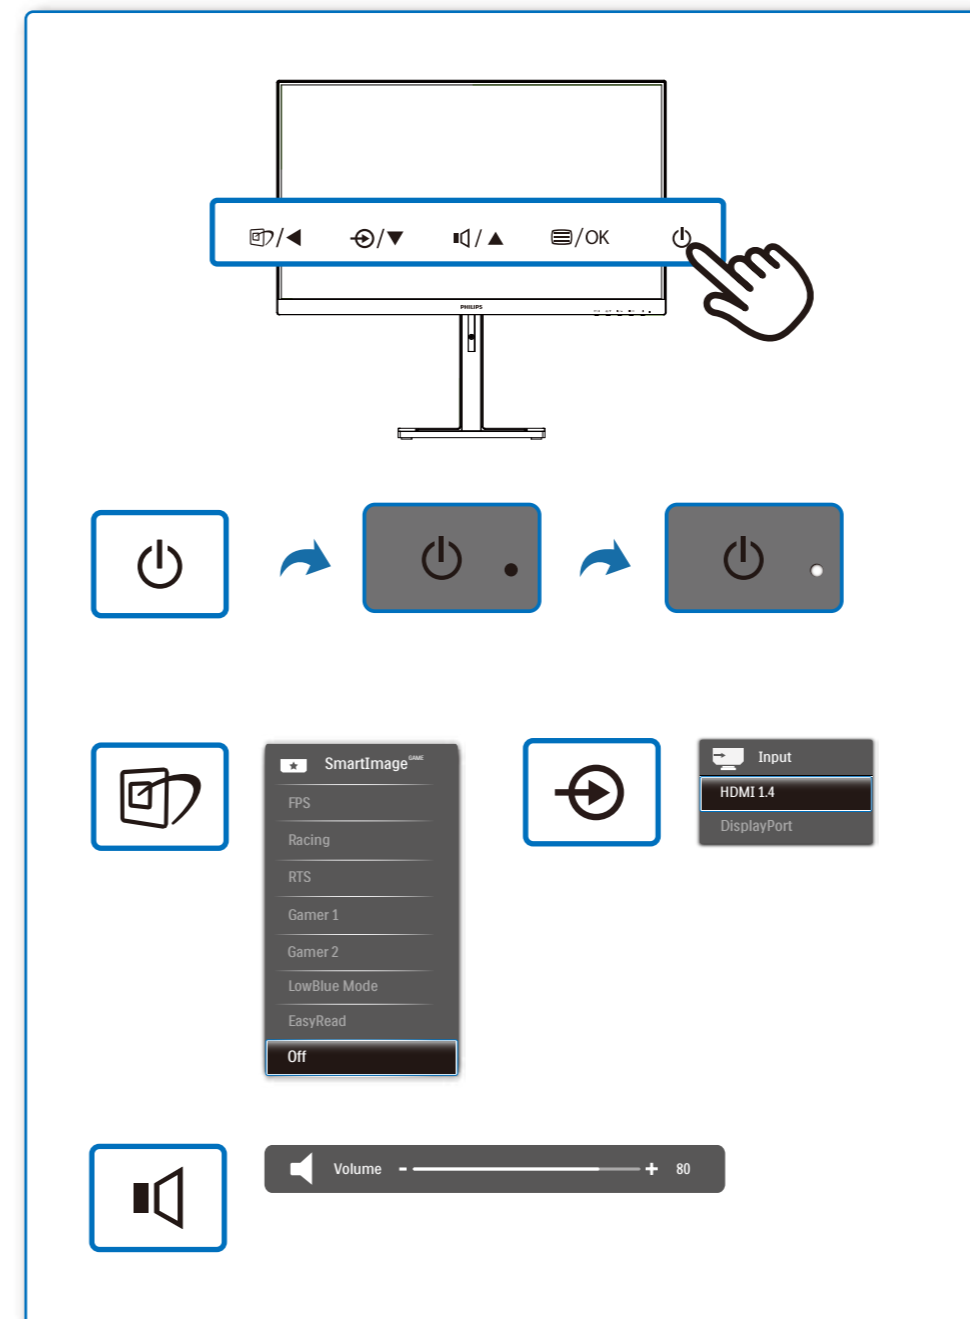 /◀ /▼ / ▲ /OK
PHILIPS
SmartImage GAME
FPS
Racing
RTS
Gamer 1
Gamer 2
LowBlue Mode
EasyRead
Off
Input
HDMI 1.4
DisplayPort
Volume - + 80